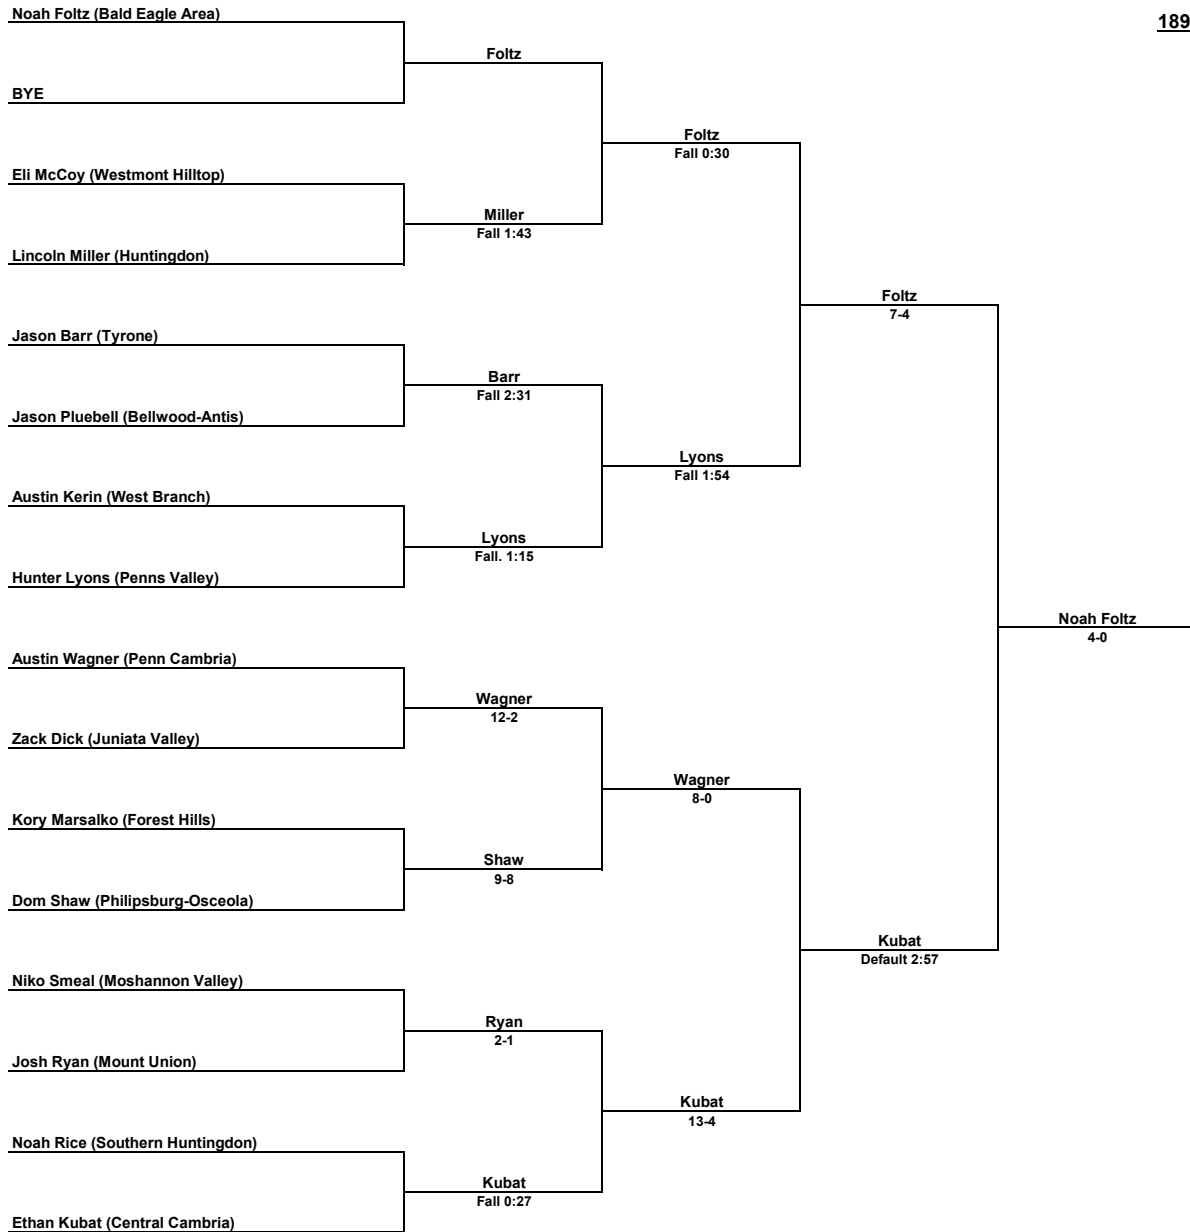 Noah Foltz (Bald Eagle Area)
189
Foltz
BYE
Foltz
Fall 0:30
Eli McCoy (Westmont Hilltop)
Miller
Fall 1:43
Lincoln Miller (Huntingdon)
Foltz
7-4
Jason Barr (Tyrone)
Barr
Fall 2:31
Jason Pluebell (Bellwood-Antis)
Lyons
Fall 1:54
Austin Kerin (West Branch)
Lyons
Fall. 1:15
Hunter Lyons (Penns Valley)
Noah Foltz
4-0
Austin Wagner (Penn Cambria)
Wagner
12-2
Zack Dick (Juniata Valley)
Wagner
8-0
Kory Marsalko (Forest Hills)
Shaw
9-8
Dom Shaw (Philipsburg-Osceola)
Kubat
Default 2:57
Niko Smeal (Moshannon Valley)
Ryan
2-1
Josh Ryan (Mount Union)
Kubat
13-4
Noah Rice (Southern Huntingdon)
Kubat
Fall 0:27
Ethan Kubat (Central Cambria)